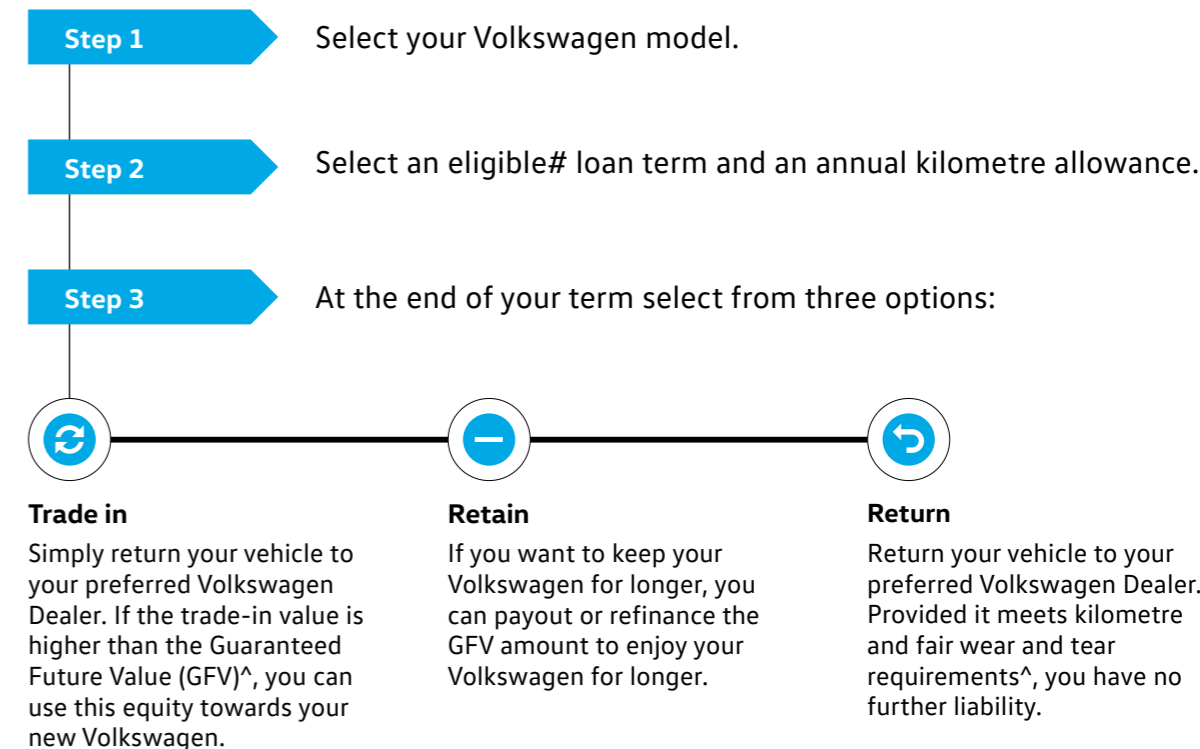 Step 1
Select your Volkswagen model.
Step 2
Select an eligible# loan term and an annual kilometre allowance.
Step 3
At the end of your term select from three options:
Trade in
Simply return your vehicle to
your preferred Volkswagen
Dealer. If the trade-in value is
higher than the Guaranteed
Future Value (GFV)^, you can
use this equity towards your
new Volkswagen.
Retain
If you want to keep your
Volkswagen for longer, you
can payout or refinance the
GFV amount to enjoy your
Volkswagen for longer.
Return
Return your vehicle to your
preferred Volkswagen Dealer.
Provided it meets kilometre
and fair wear and tear
requirements^, you have no
further liability.